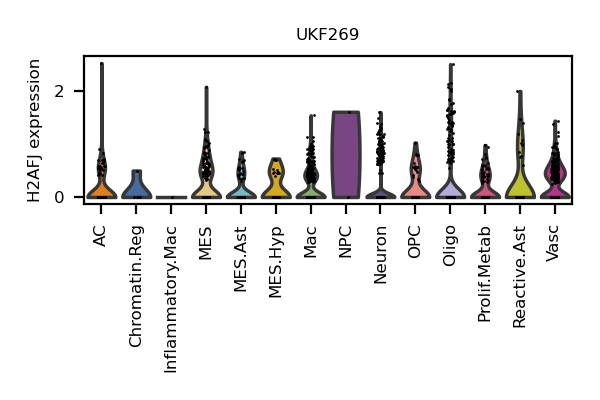 UKF269
H2AFJ expression
2
0
AC
Chromatin.Reg
Inflammatory.Mac
MES
MES.Ast
MES.Hyp
Mac
NPC
Neuron
OPC
Oligo
Prolif.Metab
Reactive.Ast
Vasc